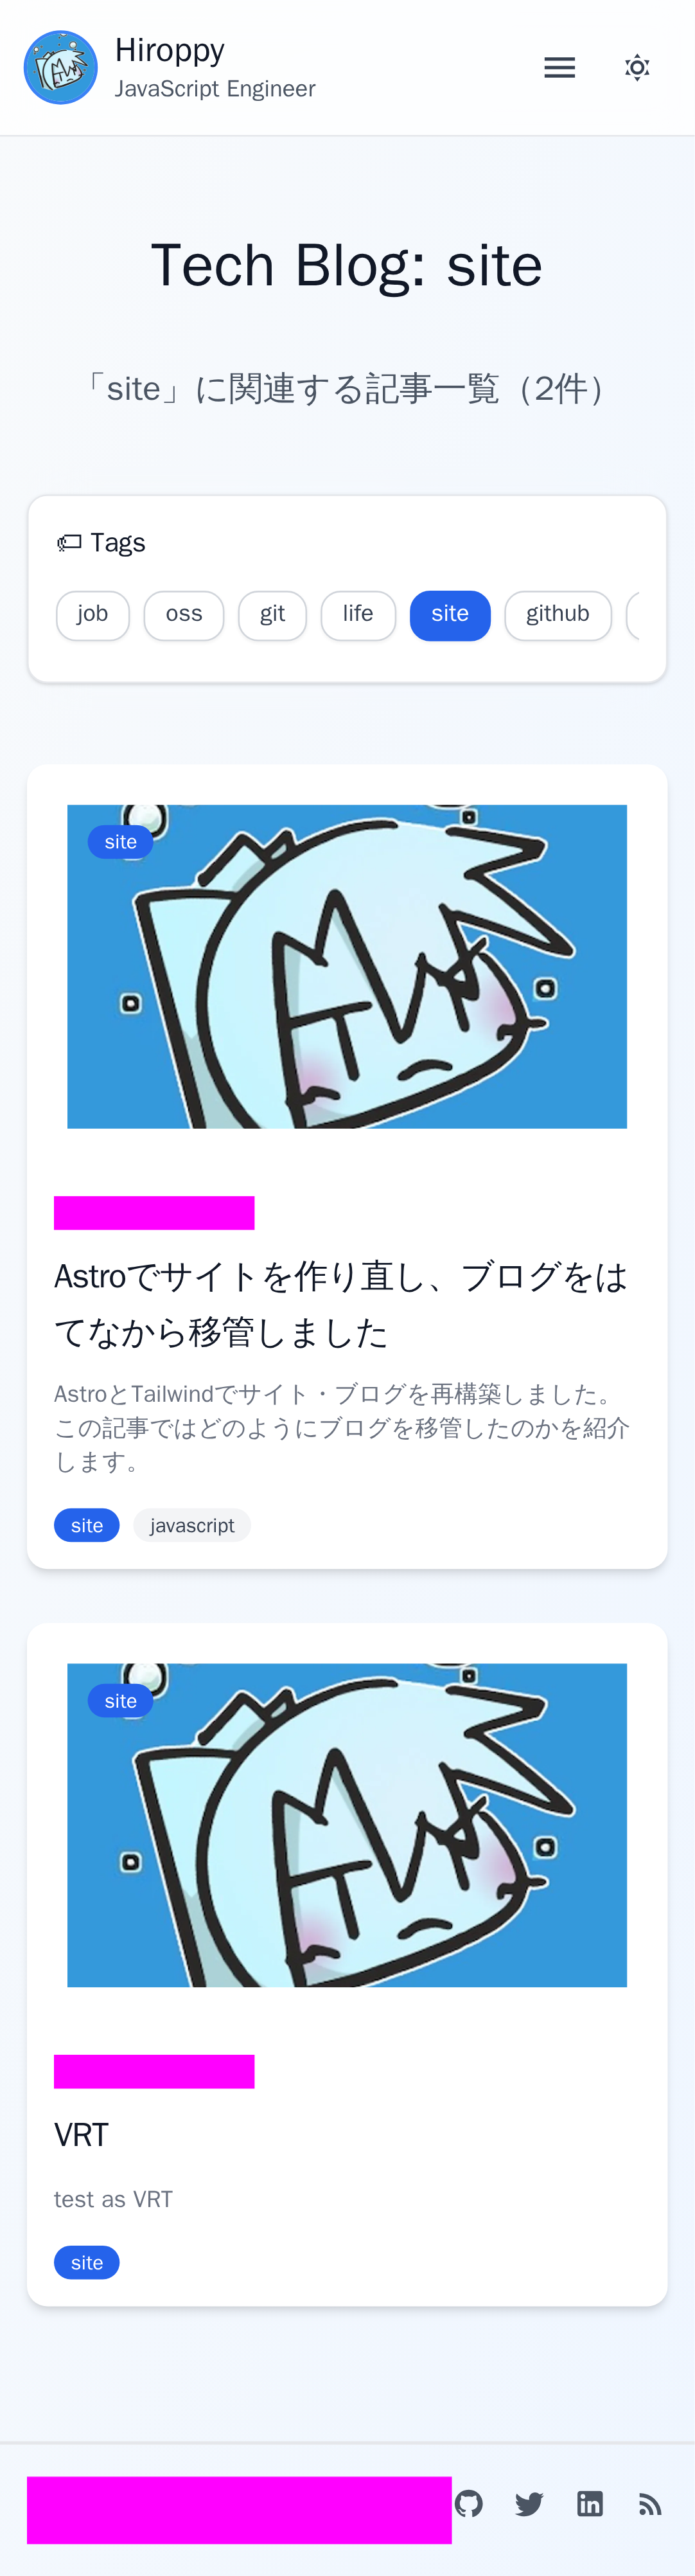 Hiroppy
JavaScript Engineer
Tech Blog: site
「site」に関連する記事一覧（2件）
🏷 Tags
job oss git life site github
site
Astroでサイトを作り直し、ブログをは
てなから移管しました
AstroとTailwindでサイト・ブログを再構築しました。
この記事ではどのようにブログを移管したのかを紹介
します。
site javascript
site
VRT
test as VRT
site